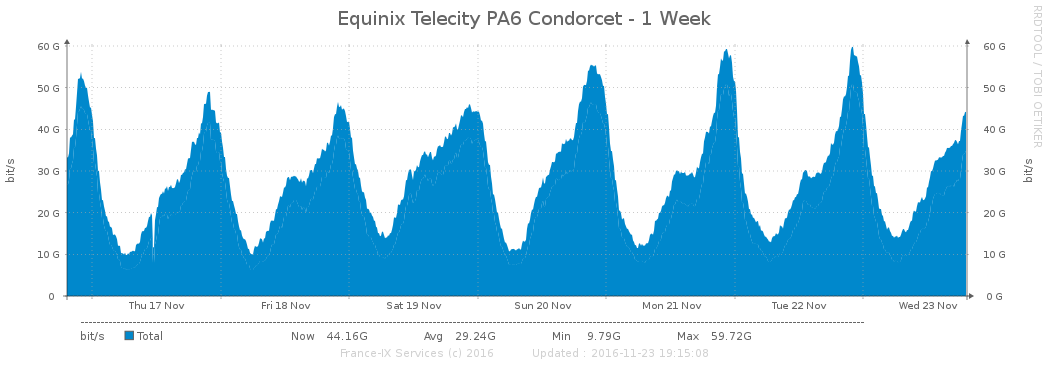 Equinix Telecity PA6 Condorcet - 1 Week
RRDTOOL / TOBI OETIKER
bit/s
60 G
50 G
40 G
30 G
20 G
10 G
0
60 G
50 G
40 G
30 G
20 G
10 G
0 G
bit/s
Thu 17 Nov Fri 18 Nov Sat 19 Nov Sun 20 Nov Mon 21 Nov Tue 22 Nov Wed 23 Nov
bit/s Total Now 44.16G Avg 29.24G Min 9.79G Max 59.72G
France-IX Services (c) 2016 Updated : 2016-11-23 19:15:08